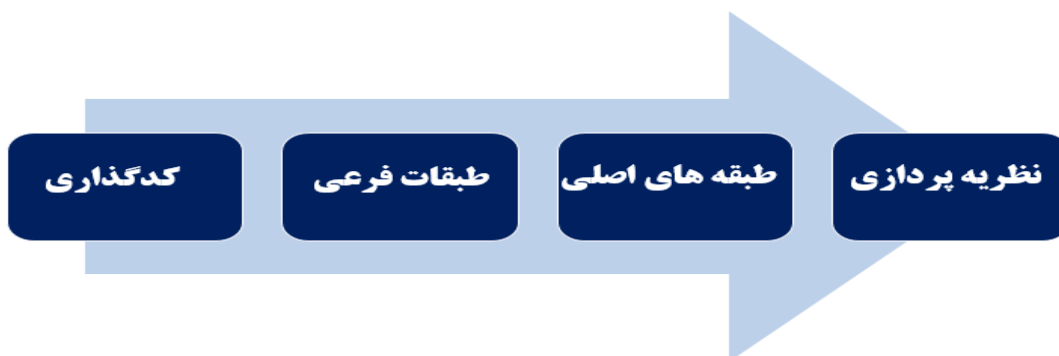 کدگذاری
طبقات فرعی
طبقه های اصلی
نظریه پردازی